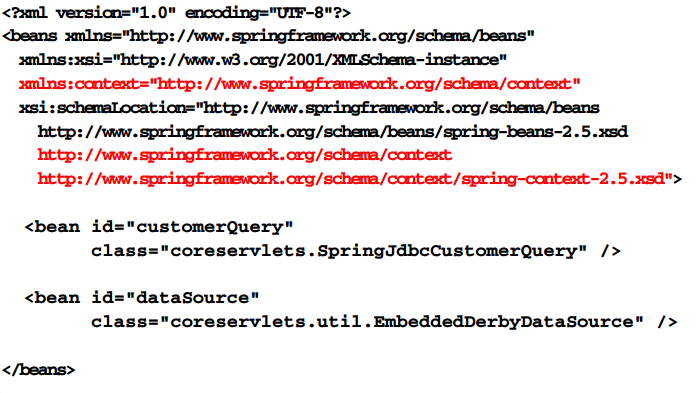 <?xml version="1.0" encoding="UTF-8"?>
<beans xmlns="http://www.springframework.org/schema/beans"
xmlns:xsi="http://www.w3.org/2001/XMLSchema-instance"
xmlns:context="http://www.springframework.org/schema/context"
xsi:schemaLocation="http://www.springframework.org/schema/beans
http://www.springframework.org/schema/beans/spring-beans-2.5.xsd
http://www.springframework.org/schema/context
http://www.springframework.org/schema/context/spring-context-2.5.xsd">
<bean id="customerQuery"
class="coreservlets.SpringJdbcCustomerQuery" />
<bean id="dataSource"
class="coreservlets.util.EmbeddedDerbyDataSource" />
</beans>